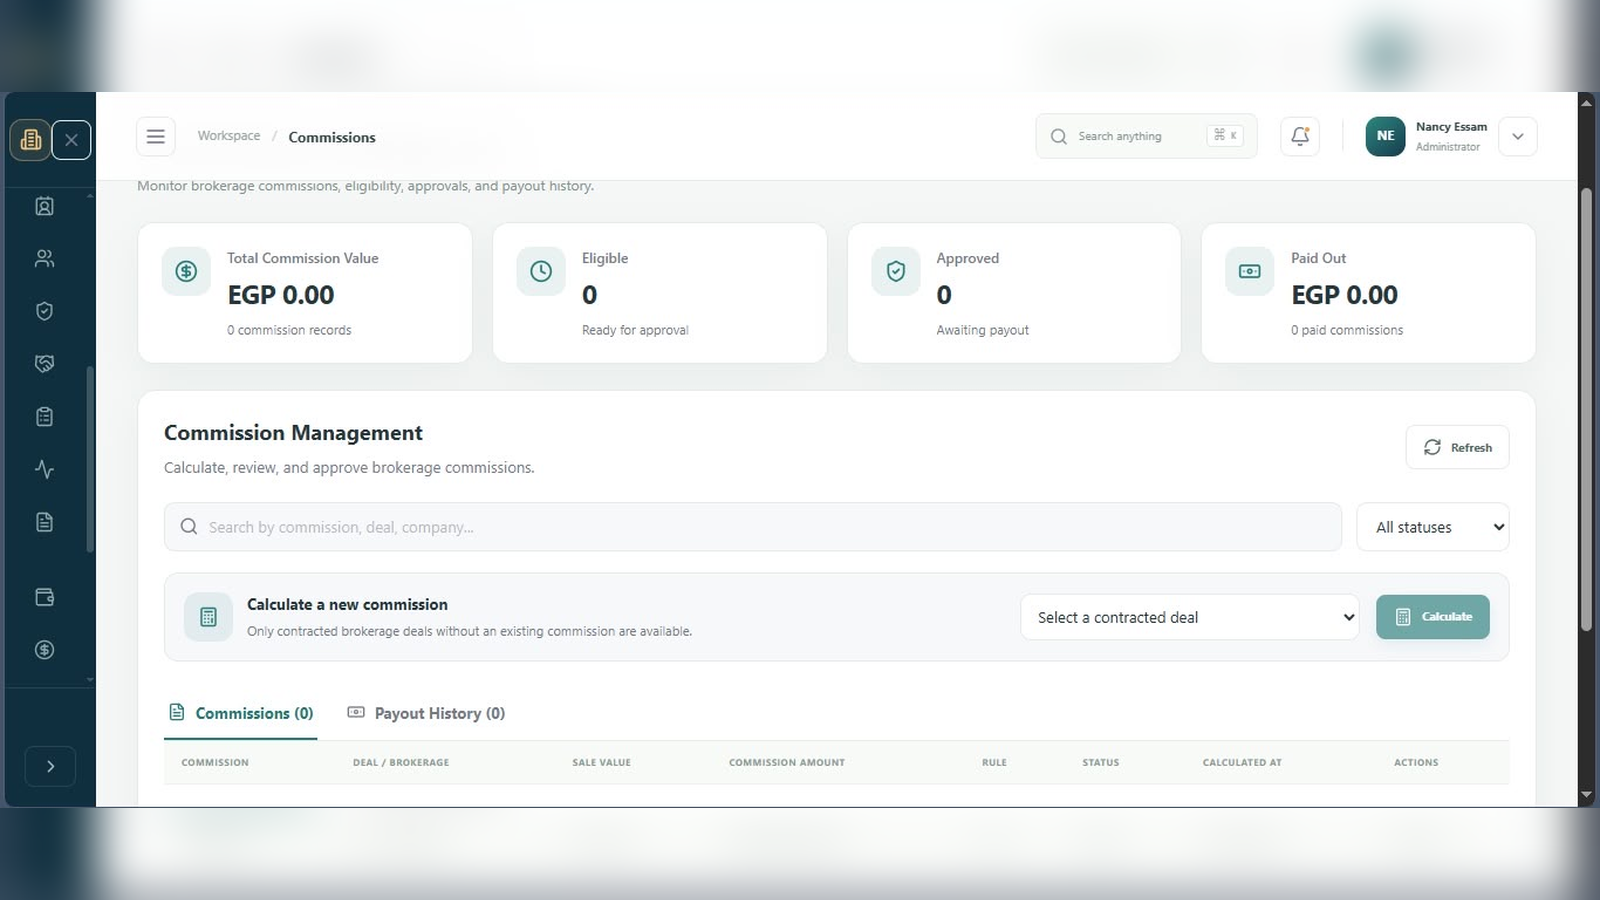 Workspace / Commissions
Search anything
⌘ K
NE
Nancy Essam
Administrator
Monitor brokerage commissions, eligibility, approvals, and payout history.
Total Commission Value
EGP 0.00
0 commission records
Eligible
0
Ready for approval
Approved
0
Awaiting payout
Paid Out
EGP 0.00
0 paid commissions
Commission Management
Calculate, review, and approve brokerage commissions.
Refresh
Search by commission, deal, company...
All statuses
Calculate a new commission
Only contracted brokerage deals without an existing commission are available.
Select a contracted deal
Calculate
Commissions (0)
Payout History (0)
COMMISSION DEAL / BROKERAGE SALE VALUE COMMISSION AMOUNT RULE STATUS CALCULATED AT ACTIONS